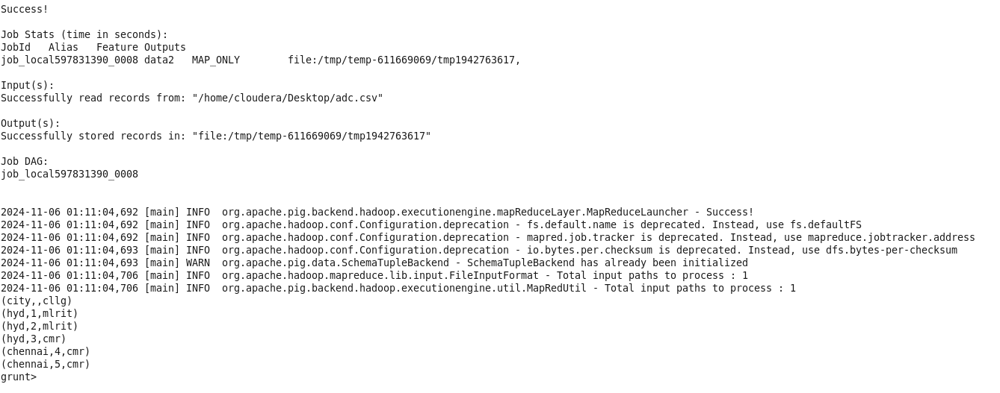 Success!
Job Stats (time in seconds):
JobId   Alias   Feature Outputs
job_local597831390_0008 data2   MAP_ONLY        file:/tmp/temp-611669069/tmp1942763617,
Input(s):
Successfully read records from: "/home/cloudera/Desktop/adc.csv"
Output(s):
Successfully stored records in: "file:/tmp/temp-611669069/tmp1942763617"
Job DAG:
job_local597831390_0008
2024-11-06 01:11:04,692 [main] INFO  org.apache.pig.backend.hadoop.executionengine.mapReduceLayer.MapReduceLauncher - Success!
2024-11-06 01:11:04,692 [main] INFO  org.apache.hadoop.conf.Configuration.deprecation - fs.default.name is deprecated. Instead, use fs.defaultFS
2024-11-06 01:11:04,692 [main] INFO  org.apache.hadoop.conf.Configuration.deprecation - mapred.job.tracker is deprecated. Instead, use mapreduce.jobtracker.address
2024-11-06 01:11:04,693 [main] INFO  org.apache.hadoop.conf.Configuration.deprecation - io.bytes.per.checksum is deprecated. Instead, use dfs.bytes-per-checksum
2024-11-06 01:11:04,693 [main] WARN  org.apache.pig.data.SchemaTupleBackend - SchemaTupleBackend has already been initialized
2024-11-06 01:11:04,706 [main] INFO  org.apache.hadoop.mapreduce.lib.input.FileInputFormat - Total input paths to process : 1
2024-11-06 01:11:04,706 [main] INFO  org.apache.pig.backend.hadoop.executionengine.util.MapRedUtil - Total input paths to process : 1
(city,,cllg)
(hyd,1,mlrit)
(hyd,2,mlrit)
(hyd,3,cmr)
(chennai,4,cmr)
(chennai,5,cmr)
grunt>